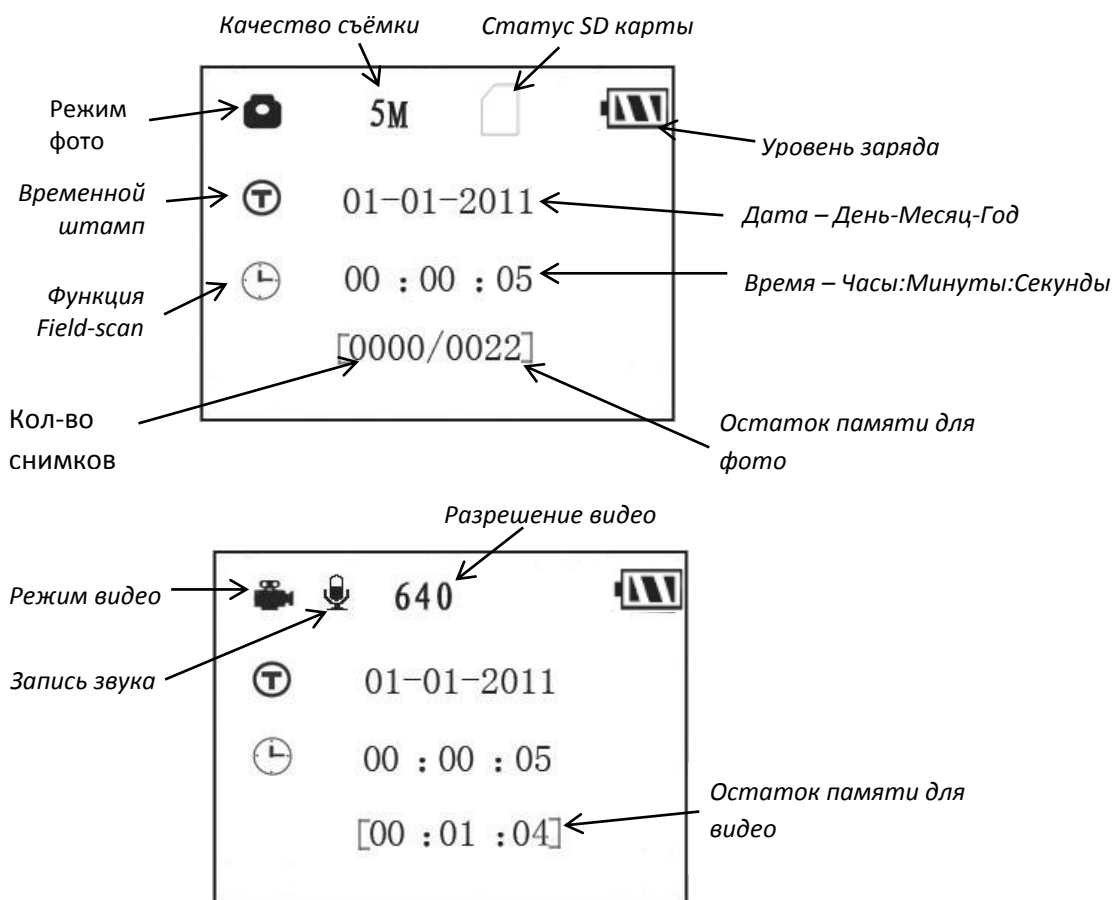 Качество съёмки
Статус SD карты
Режим
фото
5M
Уровень заряда
Временной
штамп
T
01-01-2011
Дата – День-Месяц-Год
Функция
Field-scan
00 : 00 : 05
Время – Часы:Минуты:Секунды
[0000/0022]
Кол-во
снимков
Остаток памяти для
фото
Разрешение видео
Режим видео
640
Запись звука
T
01-01-2011
00 : 00 : 05
Остаток памяти для
видео
[00 : 01 : 04]